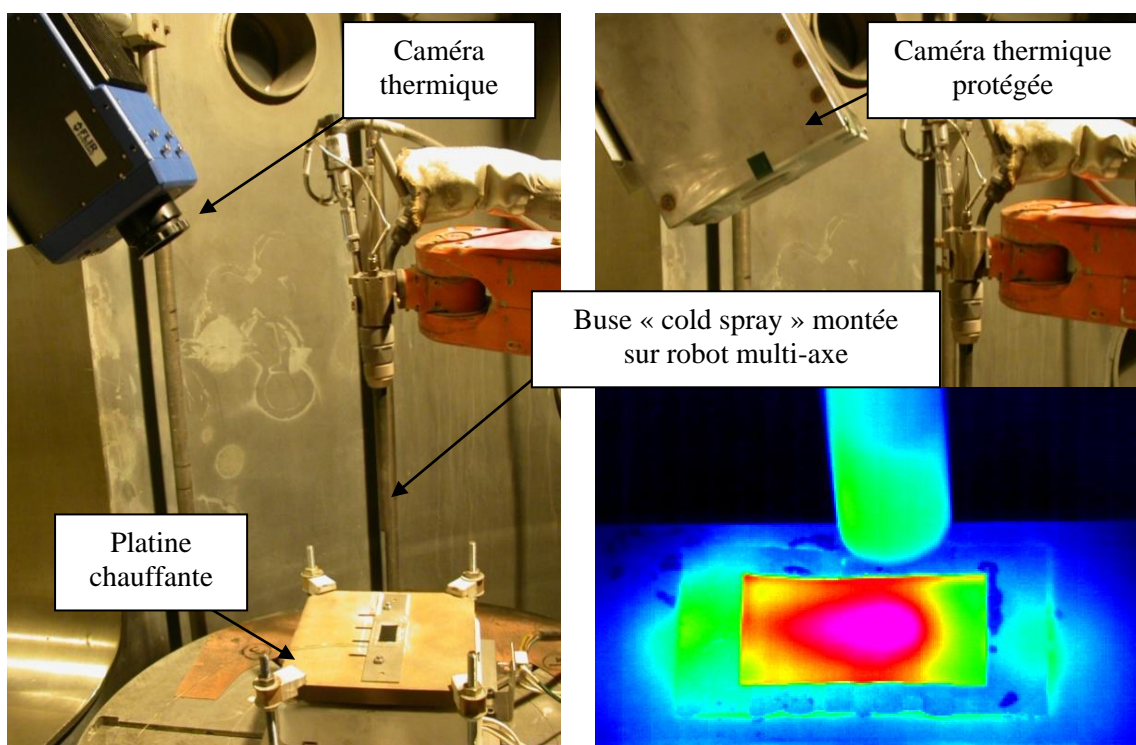 Caméra
thermique
Caméra thermique
protégée
FLIR
Buse « cold spray » montée
sur robot multi-axe
Platine
chauffante